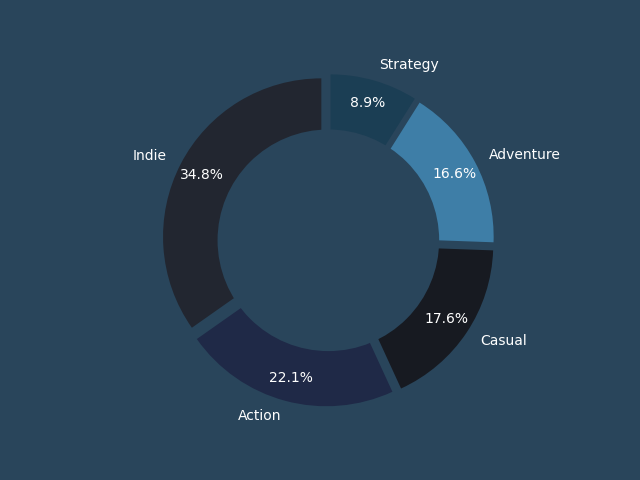 Strategy
8.9%
Adventure
16.6%
Indie
34.8%
Casual
17.6%
Action
22.1%